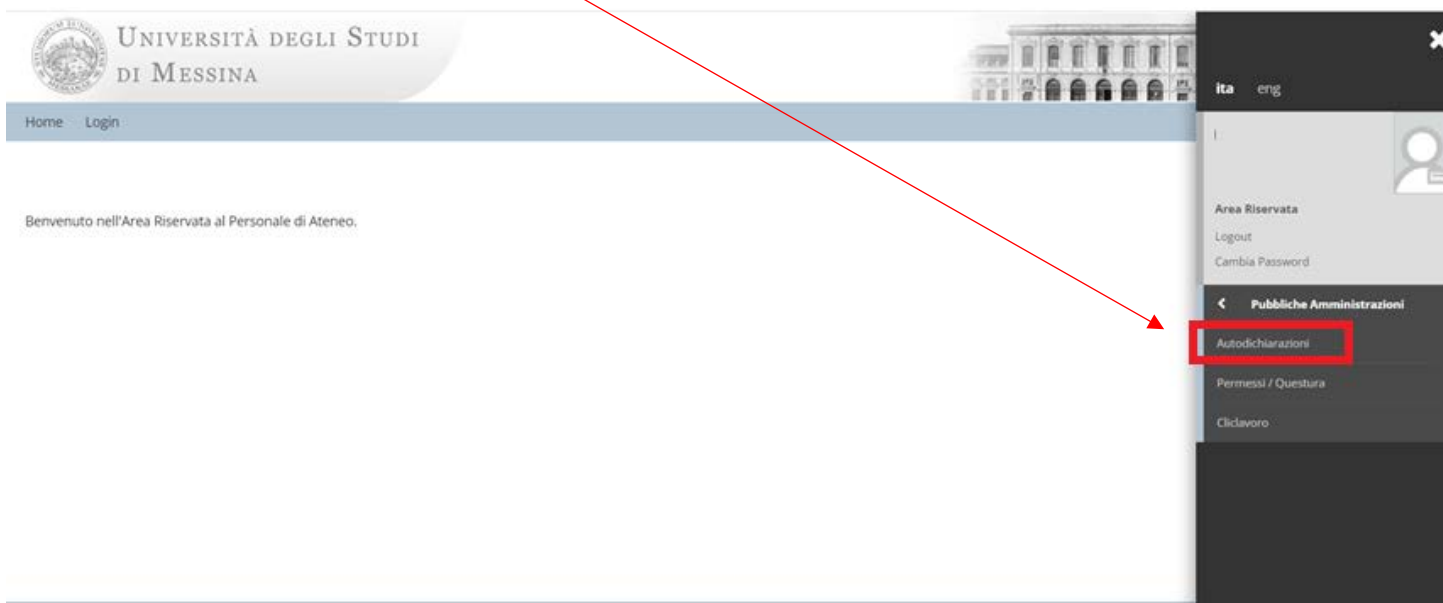 UNIVERSITÀ DEGLI STUDI
DI MESSINA
Home Login
Benvenuto nell'Area Riservata al Personale di Ateneo.
ita eng
Area Riservata
Logout
Cambia Password
Pubbliche Amministrazioni
Autodichiarazioni
Permessi / Questura
Cliclavoro